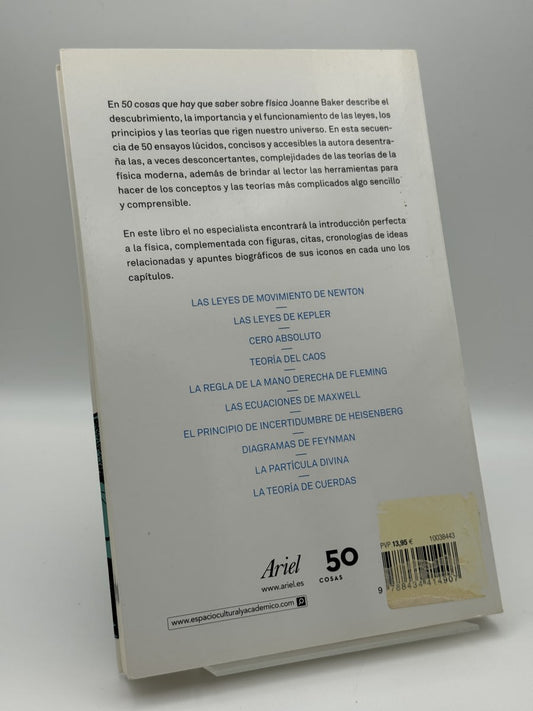 En 50 cosas que hay que saber sobre física Joanne Baker describe el
descubrimiento, la importancia y el funcionamiento de las leyes, los
principios y las teorías que rigen nuestro universo. En esta secuen-
cia de 50 ensayos lúcidos, concisos y accesibles la autora desentra-
ña las, a veces desconcertantes, complejidades de las teorías de la
física moderna, además de brindar al lector las herramientas para
hacer de los conceptos y las teorías más complicados algo sencillo
y comprensible.
En este libro el no especialista encontrará la introducción perfecta
a la física, complementada con figuras, citas, cronologías de ideas
relacionadas y apuntes biográficos de sus iconos en cada uno los
capítulos.
LAS LEYES DE MOVIMIENTO DE NEWTON
LAS LEYES DE KEPLER
CERO ABSOLUTO
TEORÍA DEL CAOS
LA REGLA DE LA MANO DERECHA DE FLEMING
LAS ECUACIONES DE MAXWELL
EL PRINCIPIO DE INCERTIDUMBRE DE HEISENBERG
DIAGRAMAS DE FEYNMAN
LA PARTÍCULA DIVINA
LA TEORÍA DE CUERDAS
PVP 13,95 € 10038443
9 788434 414907
Ariel
www.ariel.es
50
COSAS
www.espacioculturalyacademico.com